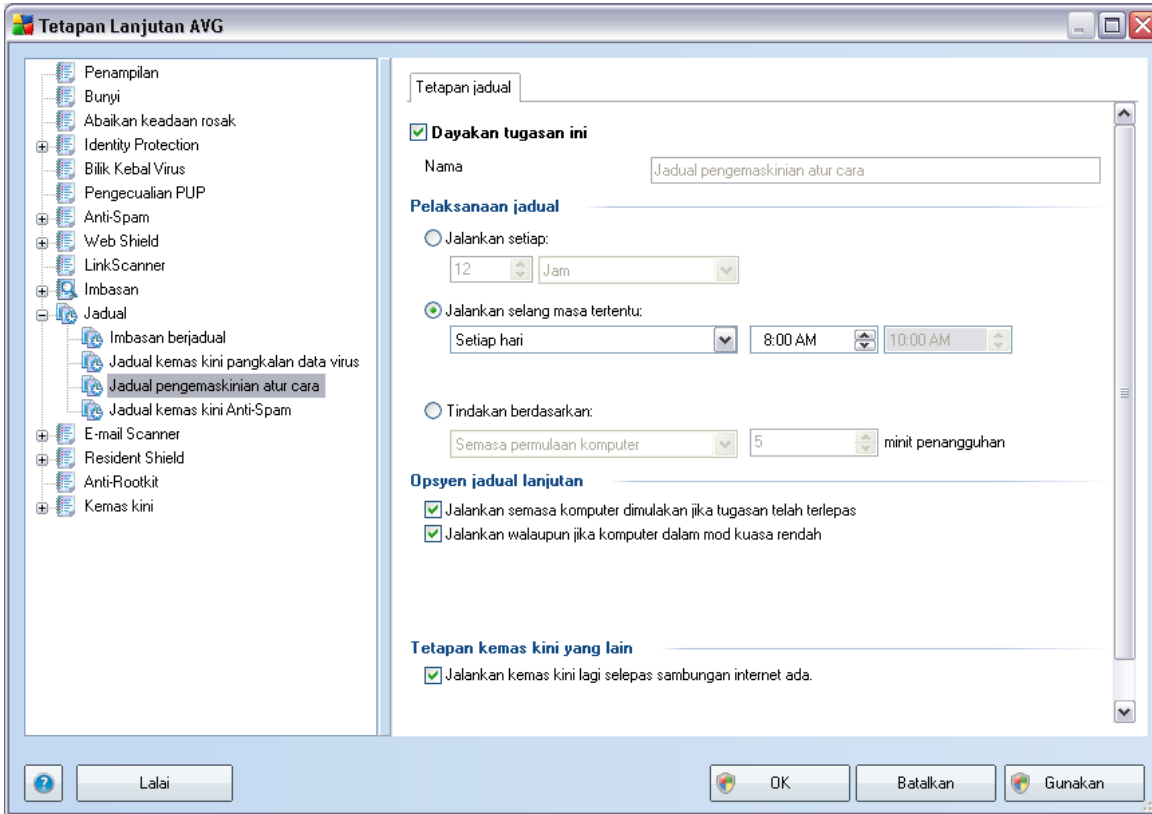 Tetapan Lanjutan AVG
Penampilan
Bunyi
Abaikan keadaan rosak
Identity Protection
Bilik Kebal Virus
Pengecualian PUP
Anti-Spam
Web Shield
LinkScanner
Imbasan
Jadual
Imbasan berjadual
Jadual kemas kini pangkalan data virus
Jadual pengemaskinian atur cara
Jadual kemas kini Anti-Spam
E-mail Scanner
Resident Shield
Anti-Rootkit
Kemas kini
Tetapan jadual
Dayakan tugasan ini
Nama Jadual pengemaskinian atur cara
Pelaksanaan jadual
Jalankan setiap:
12 Jam
Jalankan selang masa tertentu:
Setiap hari 8:00 AM 10:00 AM
Tindakan berdasarkan:
Semasa permulaan komputer 5 minit penangguhan
Opsyen jadual lanjutan
Jalankan semasa komputer dimulakan jika tugasan telah terlepas
Jalankan walaupun jika komputer dalam mod kuasa rendah
Tetapan kemas kini yang lain
Jalankan kemas kini lagi selepas sambungan internet ada.
? Lalai OK Batalkan Gunakan